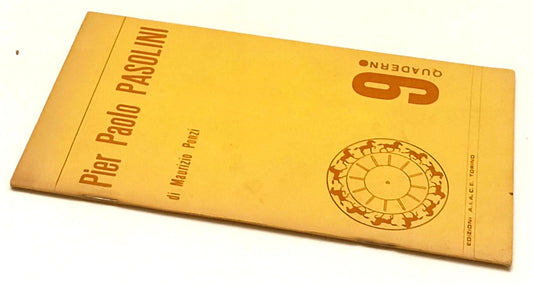 Pier Paolo PASOLINI
di Maurizio Ponzi
QUADERNO
6
EDIZIONI A.I.A.C.E. TORINO